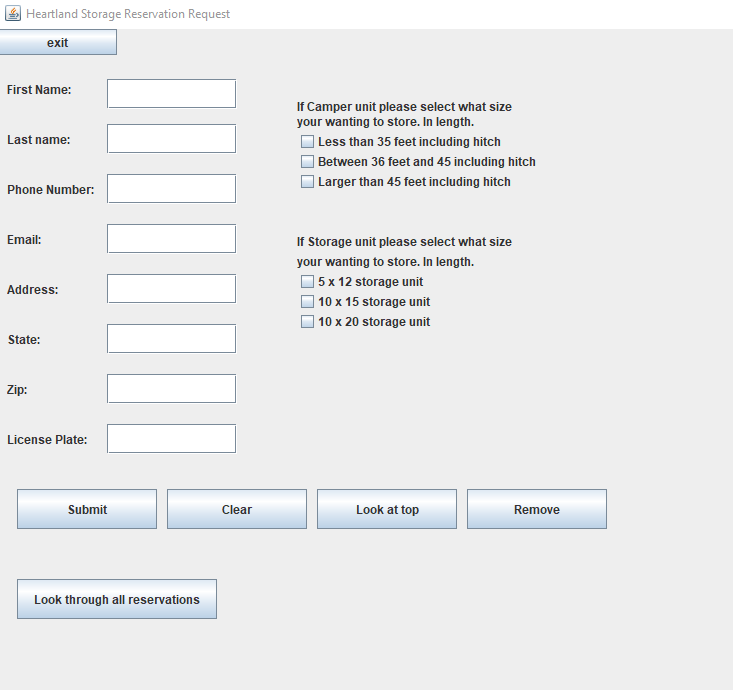 Heartland Storage Reservation Request
exit
First Name:
Last name:
Phone Number:
Email:
Address:
State:
Zip:
License Plate:
If Camper unit please select what size
your wanting to store. In length.
Less than 35 feet including hitch
Between 36 feet and 45 including hitch
Larger than 45 feet including hitch
If Storage unit please select what size
your wanting to store. In length.
5 x 12 storage unit
10 x 15 storage unit
10 x 20 storage unit
Submit
Clear
Look at top
Remove
Look through all reservations